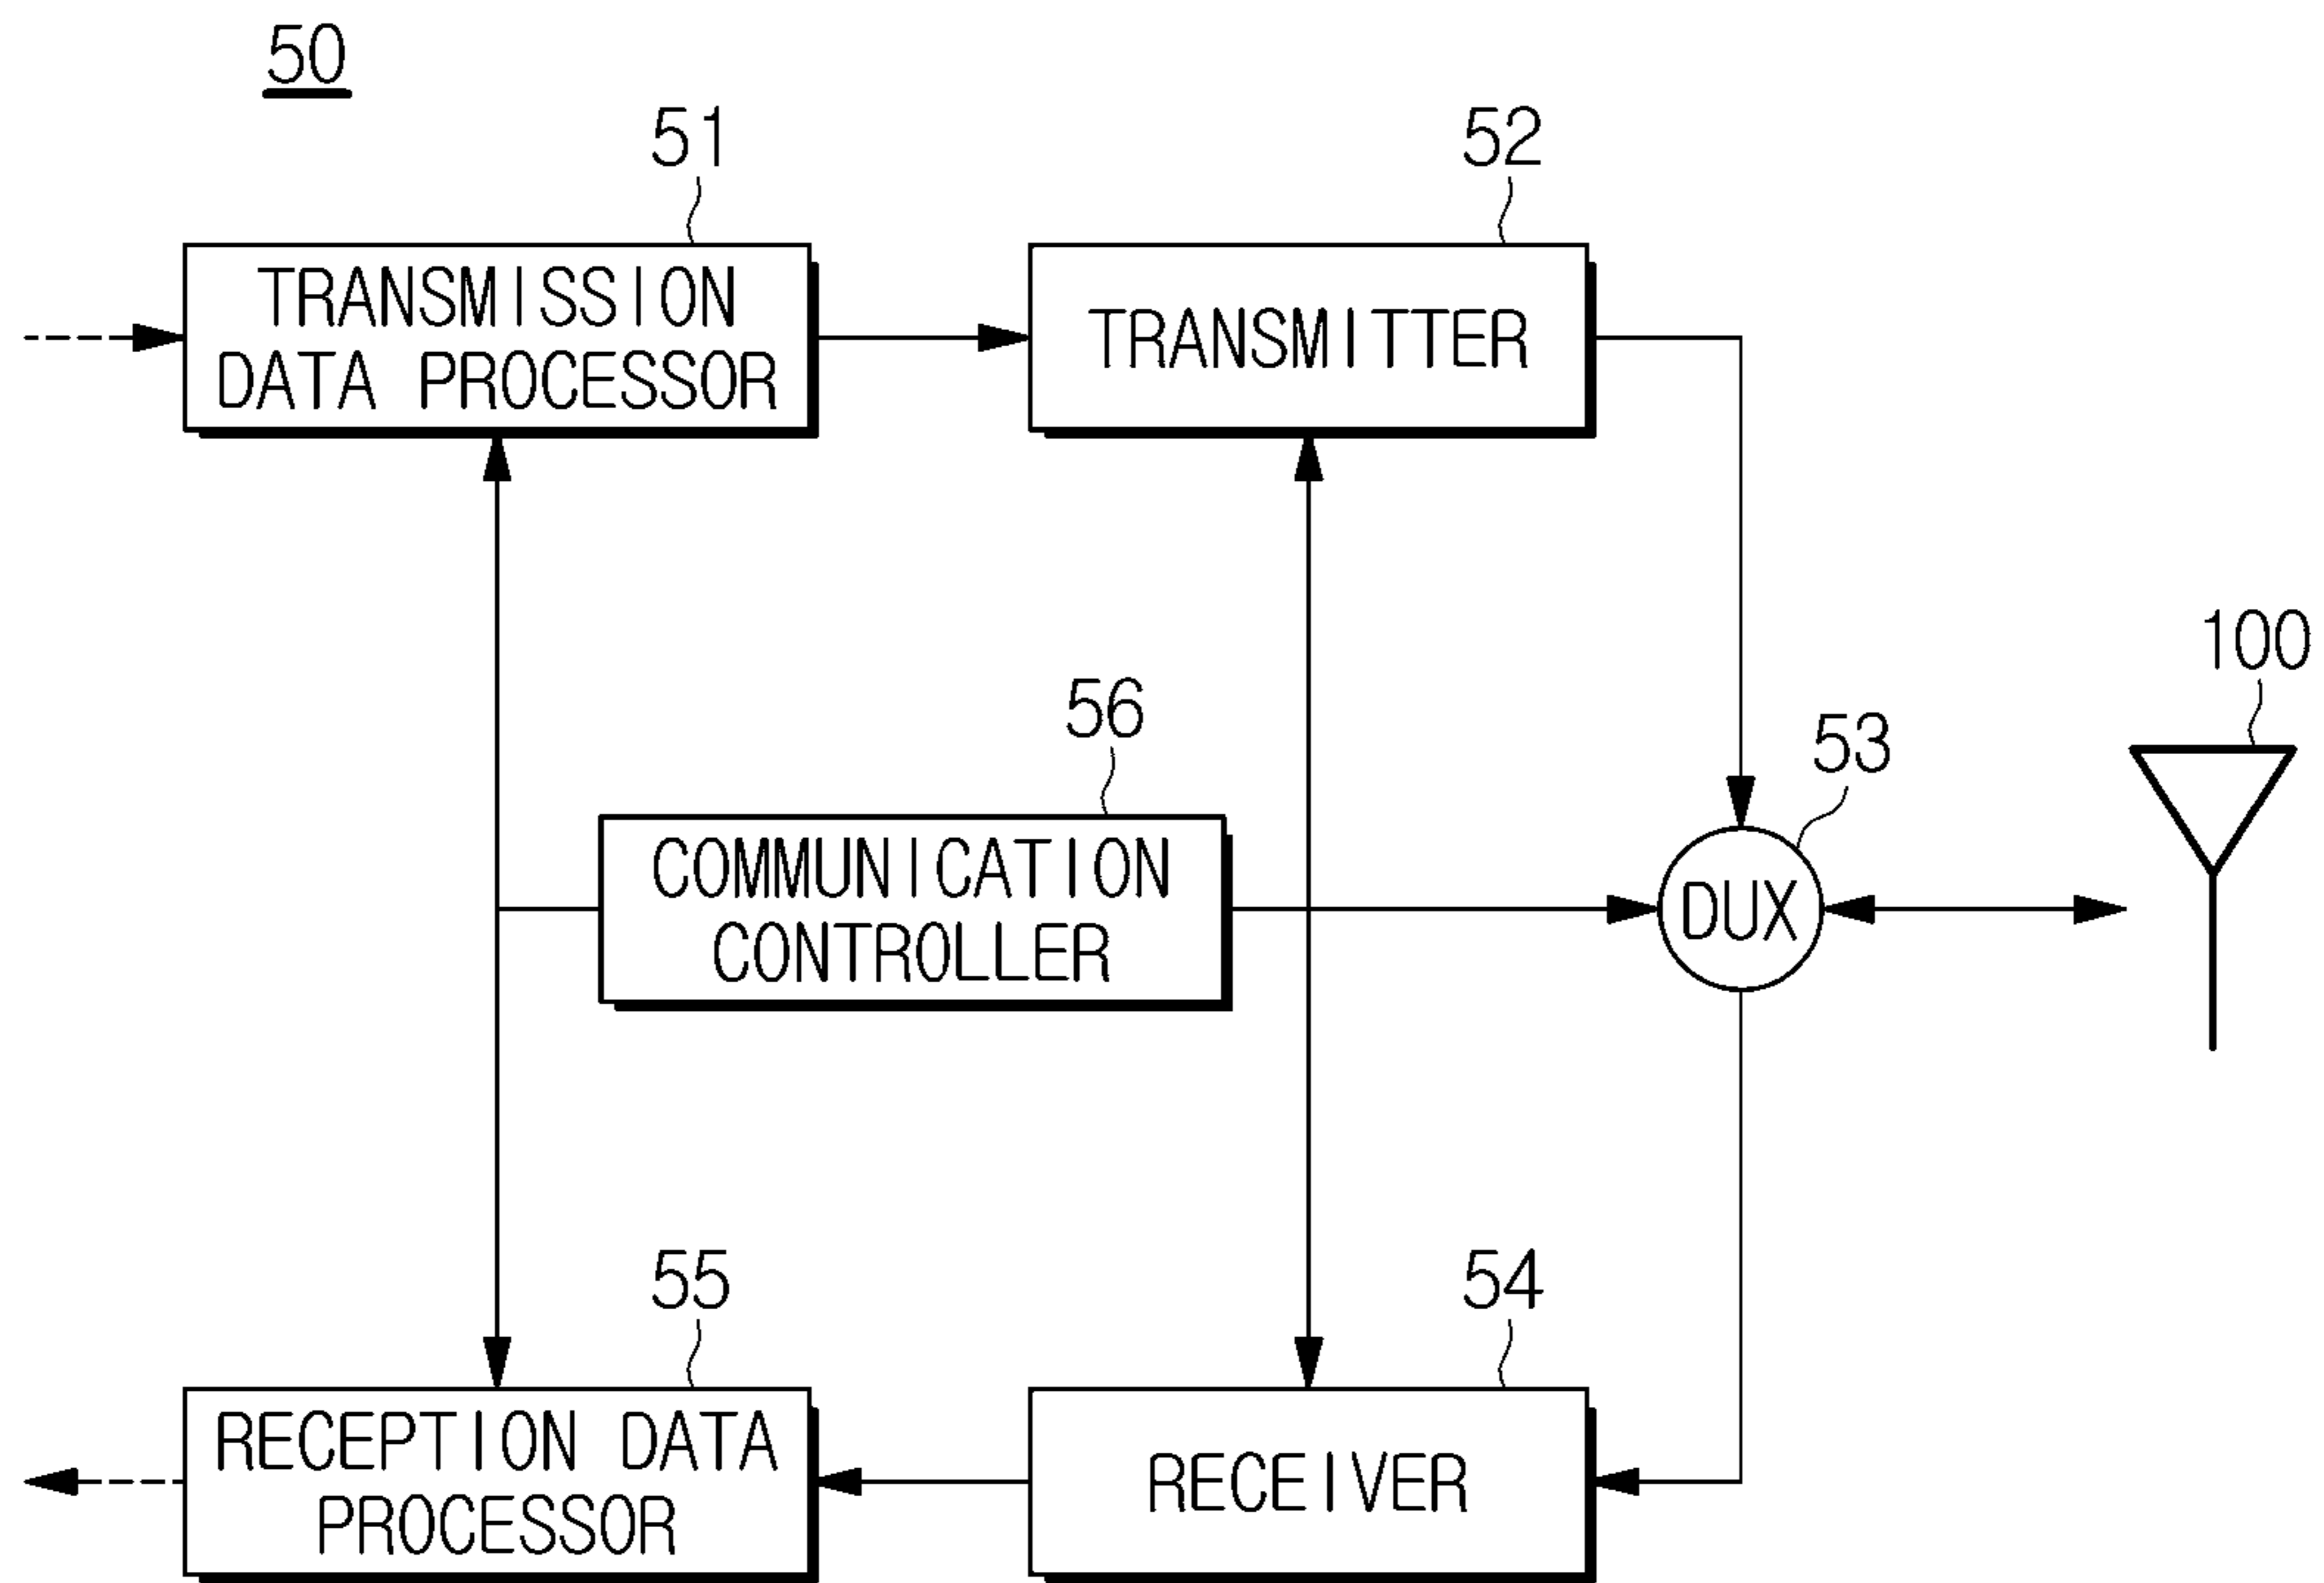 50
51
52
TRANSMISSION
DATA PROCESSOR
TRANSMITTER
100
56
53
COMMUNICATION
CONTROLLER
DUX
55
54
RECEPTION DATA
PROCESSOR
RECEIVER